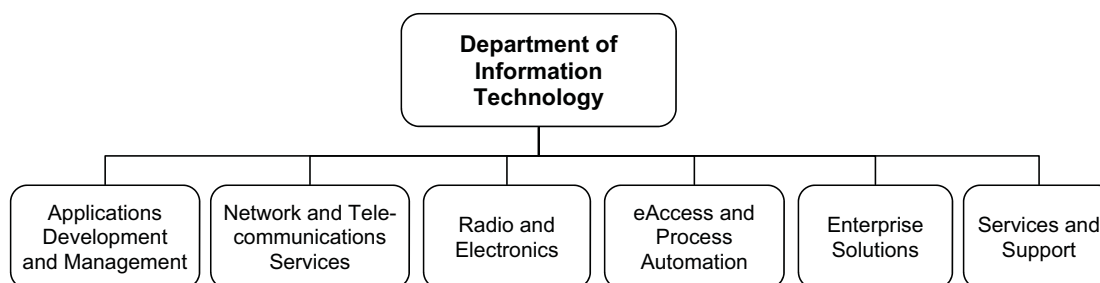 Department of
Information
Technology
Applications
Development
and Management
Network and Tele-
communications
Services
Radio and
Electronics
eAccess and
Process
Automation
Enterprise
Solutions
Services and
Support